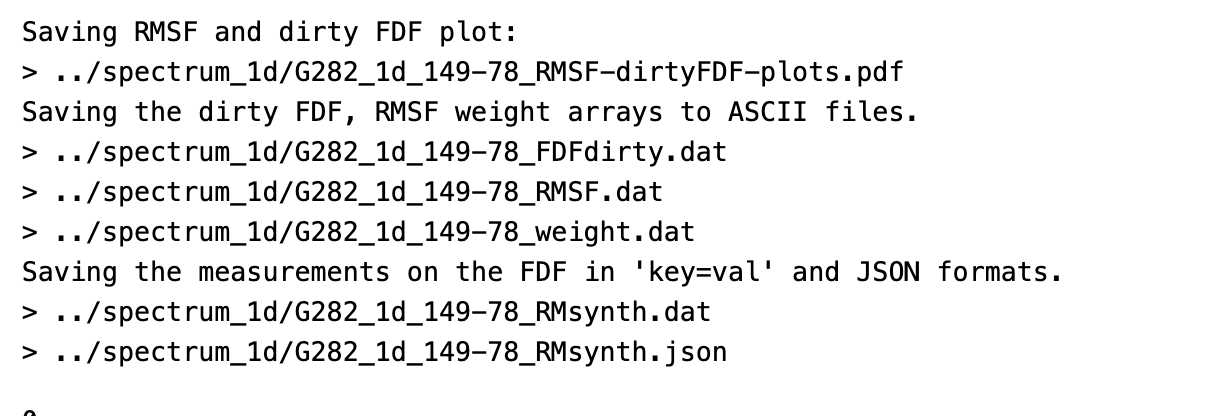 Saving RMSF and dirty FDF plot:
> ../spectrum_1d/G282_1d_149-78_RMSF-dirtyFDF-plots.pdf
Saving the dirty FDF, RMSF weight arrays to ASCII files.
> ../spectrum_1d/G282_1d_149-78_FDFdirty.dat
> ../spectrum_1d/G282_1d_149-78_RMSF.dat
> ../spectrum_1d/G282_1d_149-78_weight.dat
Saving the measurements on the FDF in 'key=val' and JSON formats.
> ../spectrum_1d/G282_1d_149-78_RMsynth.dat
> ../spectrum_1d/G282_1d_149-78_RMsynth.json